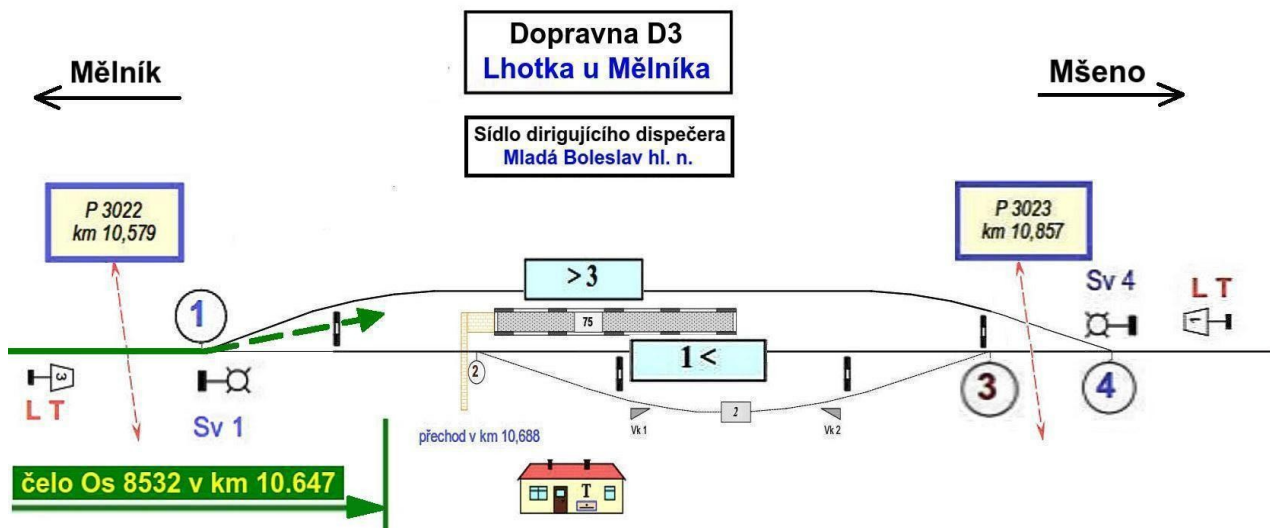 Dopravna D3
Lhotka u Mělníka
Mělník
Mšeno
Sídlo dirigujícího dispečera
Mladá Boleslav hl. n.
P 3022
km 10,579
P 3023
km 10,857
> 3
Sv 4
L T
1
1
75
1 <
2
3
4
3
L T
Sv 1
2
Vk 1
Vk 2
přechod v km 10,688
čelo Os 8532 v km 10.647
T